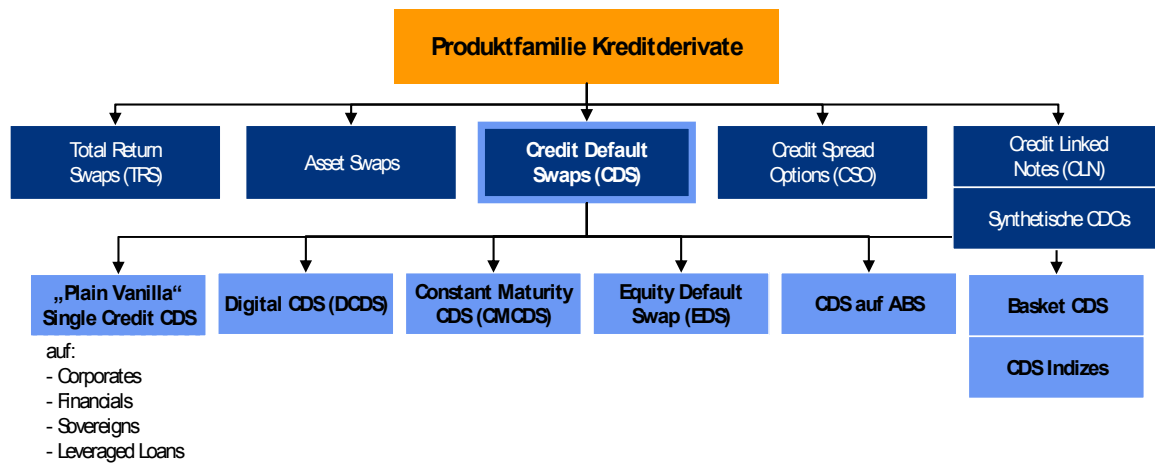 Produktfamilie Kreditderivate
Total Return
Swaps (TRS)
Asset Swaps
Credit Default
Swaps (CDS)
Credit Spread
Options (CSO)
Credit Linked
Notes (CLN)
Synthetische CDOs
„Plain Vanilla“
Single Credit CDS
Digital CDS (DCDS)
Constant Maturity
CDS (CMCDS)
Equity Default
Swap (EDS)
CDS auf ABS
Basket CDS
CDS Indizes
auf:
- Corporates
- Financials
- Sovereigns
- Leveraged Loans